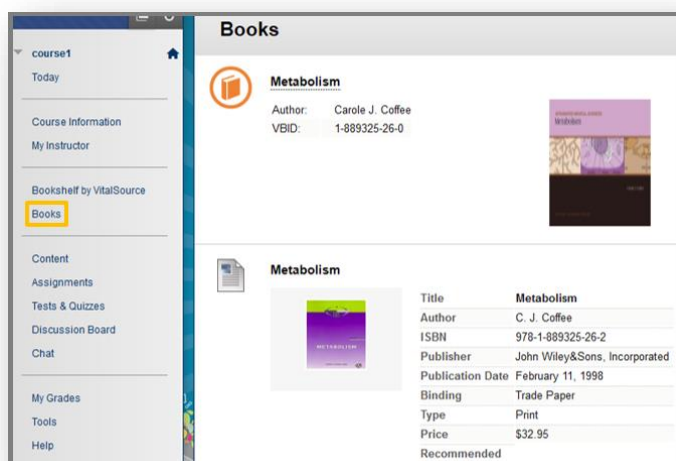 Books
course1
Today
Course Information
My Instructor
Bookshelf by VitalSource
Books
Content
Assignments
Tests & Quizzes
Discussion Board
Chat
My Grades
Tools
Help
Metabolism
Author: Carole J. Coffee
VBID: 1-889325-26-0
Metabolism
Metabolism
METABOLISM
Title Metabolism
Author C. J. Coffee
ISBN 978-1-889325-26-2
Publisher John Wiley&Sons, Incorporated
Publication Date February 11, 1998
Binding Trade Paper
Type Print
Price $32.95
Recommended